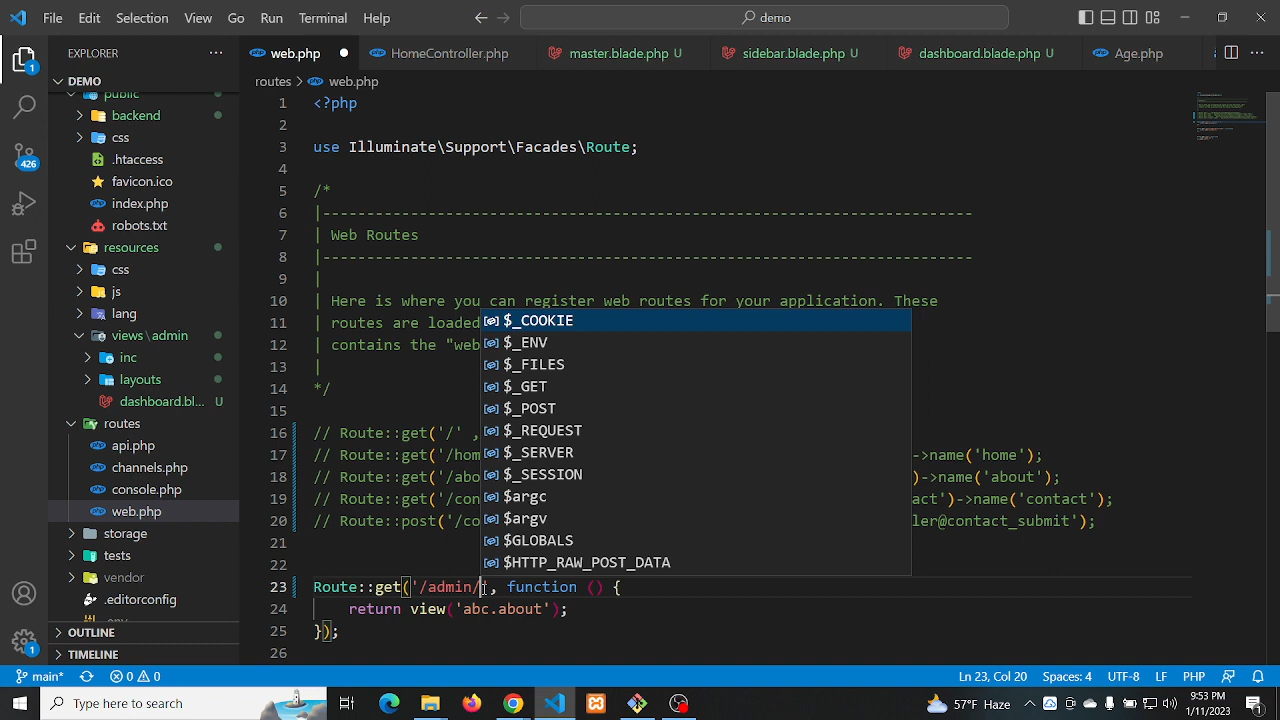 File Edit Selection View Go Run Terminal Help
demo
EXPLORER
DEMO
public
backend
css
.htaccess
favicon.ico
index.php
robots.txt
resources
css
js
lang
views\admin
inc
layouts
dashboard.bl... U
routes
api.php
channels.php
console.php
web.php
storage
tests
vendor
.editorconfig
OUTLINE
TIMELINE
1
426
1
web.php
HomeController.php
master.blade.php U
sidebar.blade.php U
dashboard.blade.php U
Age.php
routes > web.php
1 <?php
2
3 use Illuminate\Support\Facades\Route;
4
5 /*
6 |--------------------------------------------------------------------------
7 | Web Routes
8 |--------------------------------------------------------------------------
9 |
10 | Here is where you can register web routes for your application. These
11 | routes are loaded
12 | contains the "web
13 |
14 */
15
16 // Route::get('/' ,
17 // Route::get('/hom ->name('home');
18 // Route::get('/abo )->name('about');
19 // Route::get('/con act')->name('contact');
20 // Route::post('/co ler@contact_submit');
21
22
23 Route::get('/admin/', function () {
24 return view('abc.about');
25 });
26
$_COOKIE
$_ENV
$_FILES
$_GET
$_POST
$_REQUEST
$_SERVER
$_SESSION
$argc
$argv
$GLOBALS
$HTTP_RAW_POST_DATA
main* 0 0 Ln 23, Col 20 Spaces: 4 UTF-8 LF PHP
Type here to search
57°F Haze
9:53 PM
1/11/2023